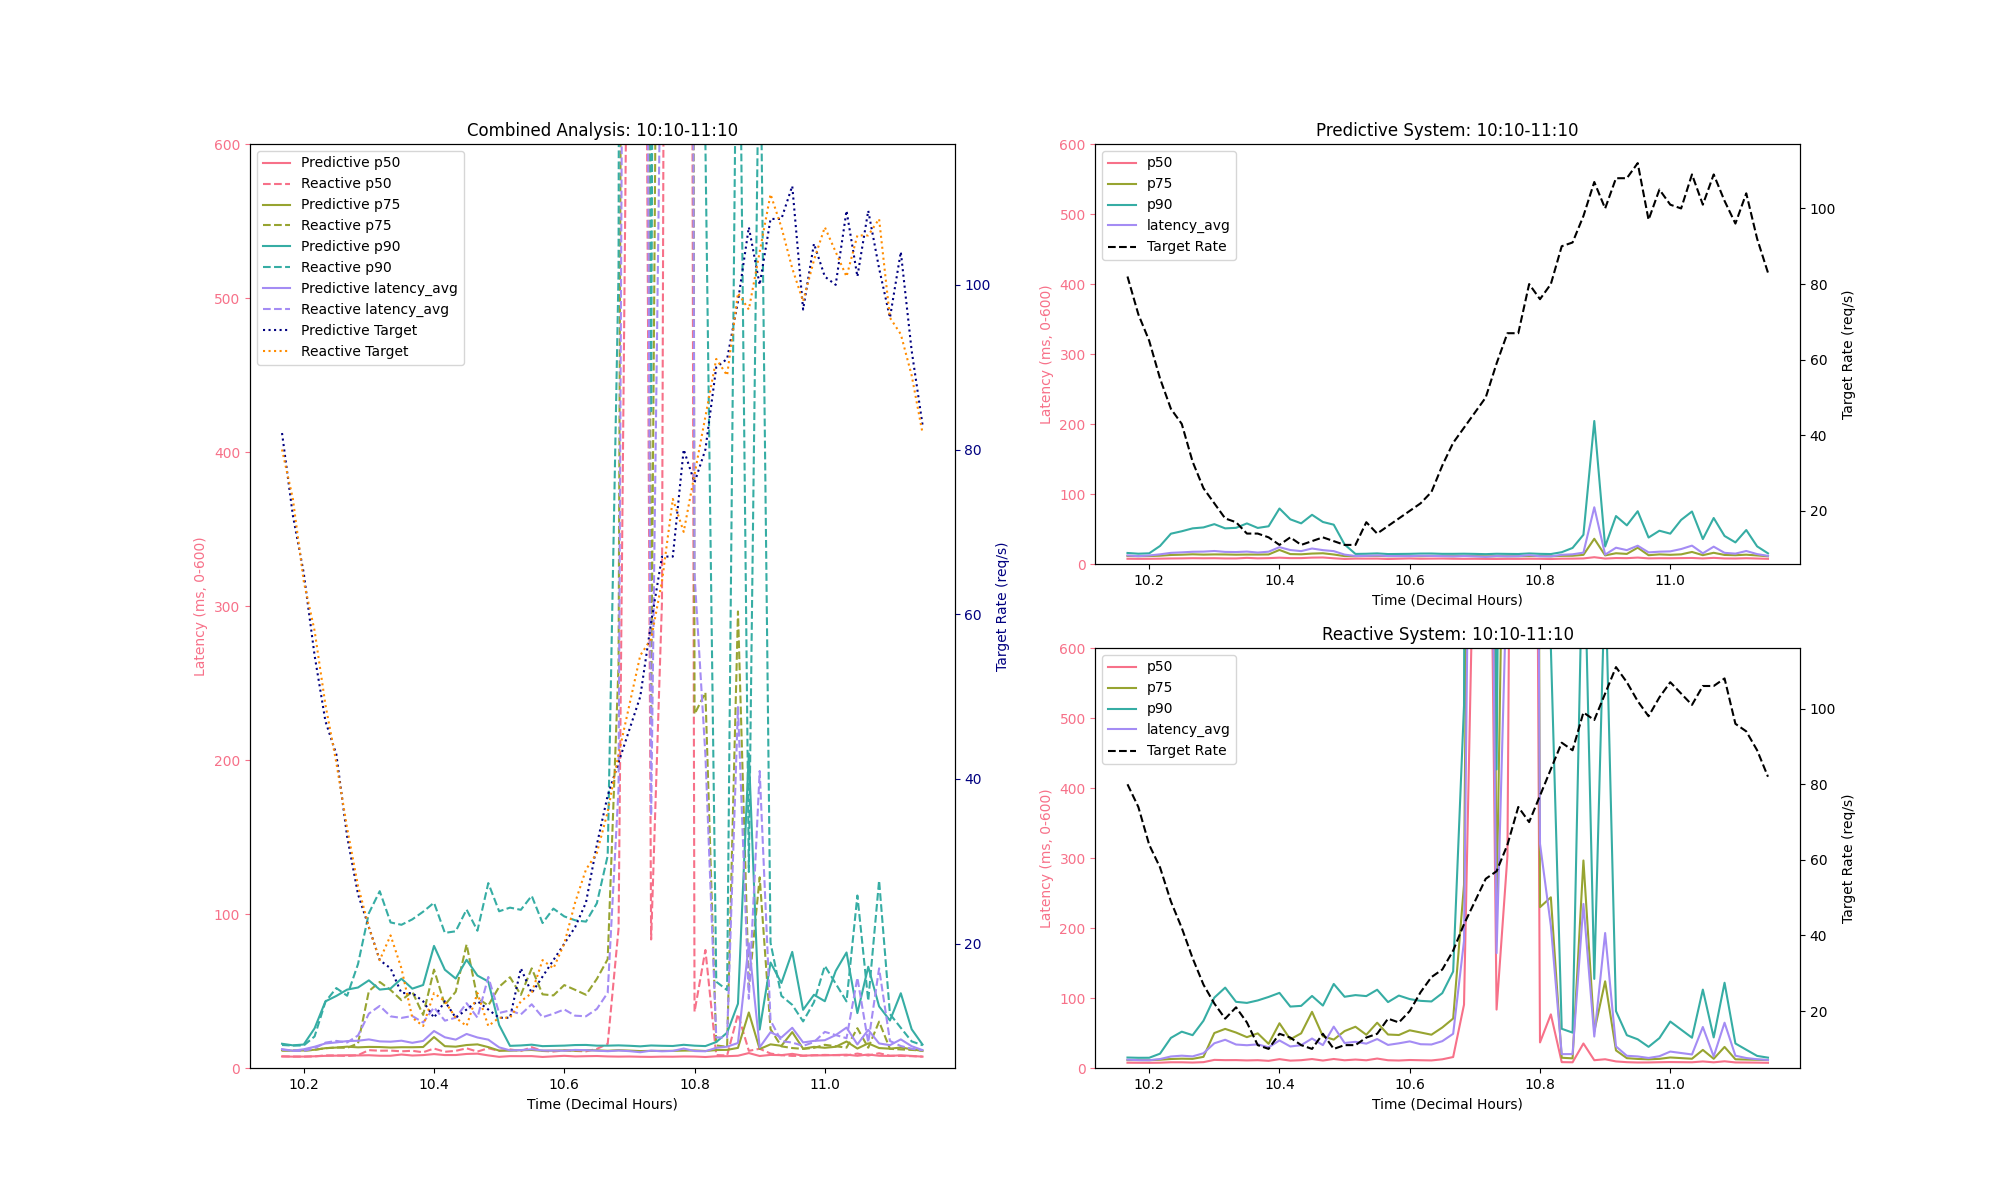 Combined Analysis: 10:10-11:10
600
500
400
300
200
100
0
Latency (ms, 0-600)
Predictive p50
Reactive p50
Predictive p75
Reactive p75
Predictive p90
Reactive p90
Predictive latency_avg
Reactive latency_avg
Predictive Target
Reactive Target
100
80
60
40
20
Target Rate (req/s)
10.2 10.4 10.6 10.8 11.0
Time (Decimal Hours)
Predictive System: 10:10-11:10
600
500
400
300
200
100
0
Latency (ms, 0-600)
p50
p75
p90
latency_avg
Target Rate
100
80
60
40
20
Target Rate (req/s)
10.2 10.4 10.6 10.8 11.0
Time (Decimal Hours)
Reactive System: 10:10-11:10
600
500
400
300
200
100
0
Latency (ms, 0-600)
p50
p75
p90
latency_avg
Target Rate
100
80
60
40
20
Target Rate (req/s)
10.2 10.4 10.6 10.8 11.0
Time (Decimal Hours)